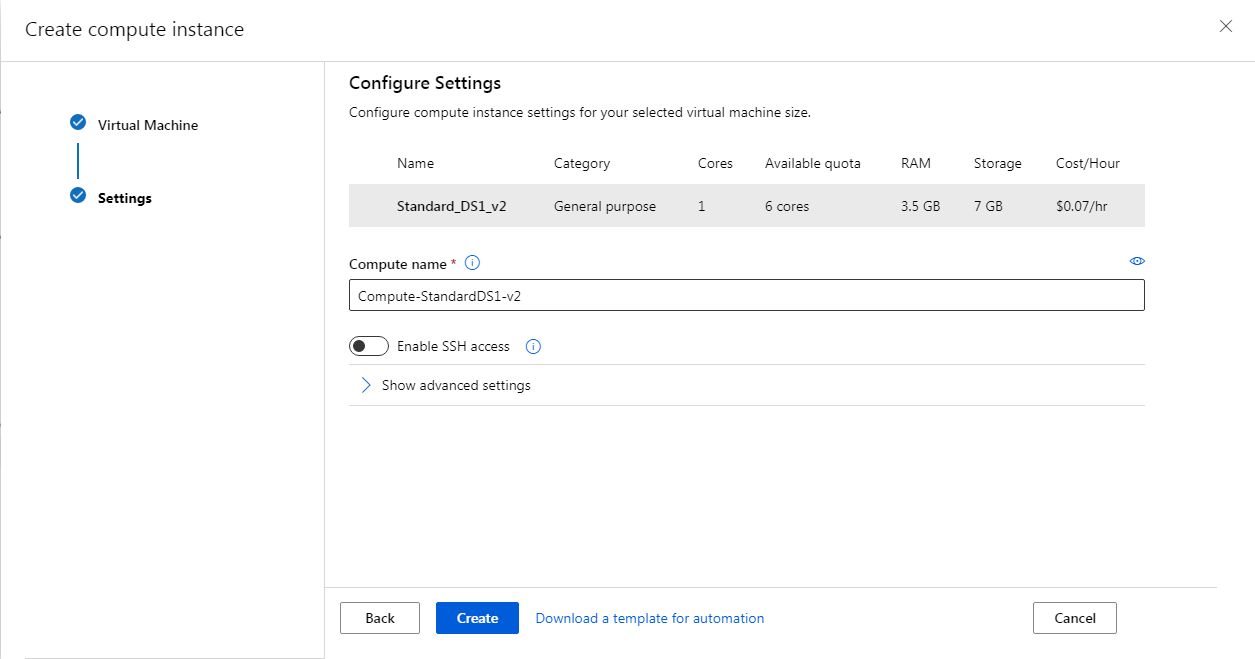 Create compute instance
Virtual Machine
Settings
Configure Settings
Configure compute instance settings for your selected virtual machine size.
Name Category Cores Available quota RAM Storage Cost/Hour
Standard_DS1_v2 General purpose 1 6 cores 3.5 GB 7 GB $0.07/hr
Compute name *
Compute-StandardDS1-v2
Enable SSH access
Show advanced settings
Back Create Download a template for automation Cancel